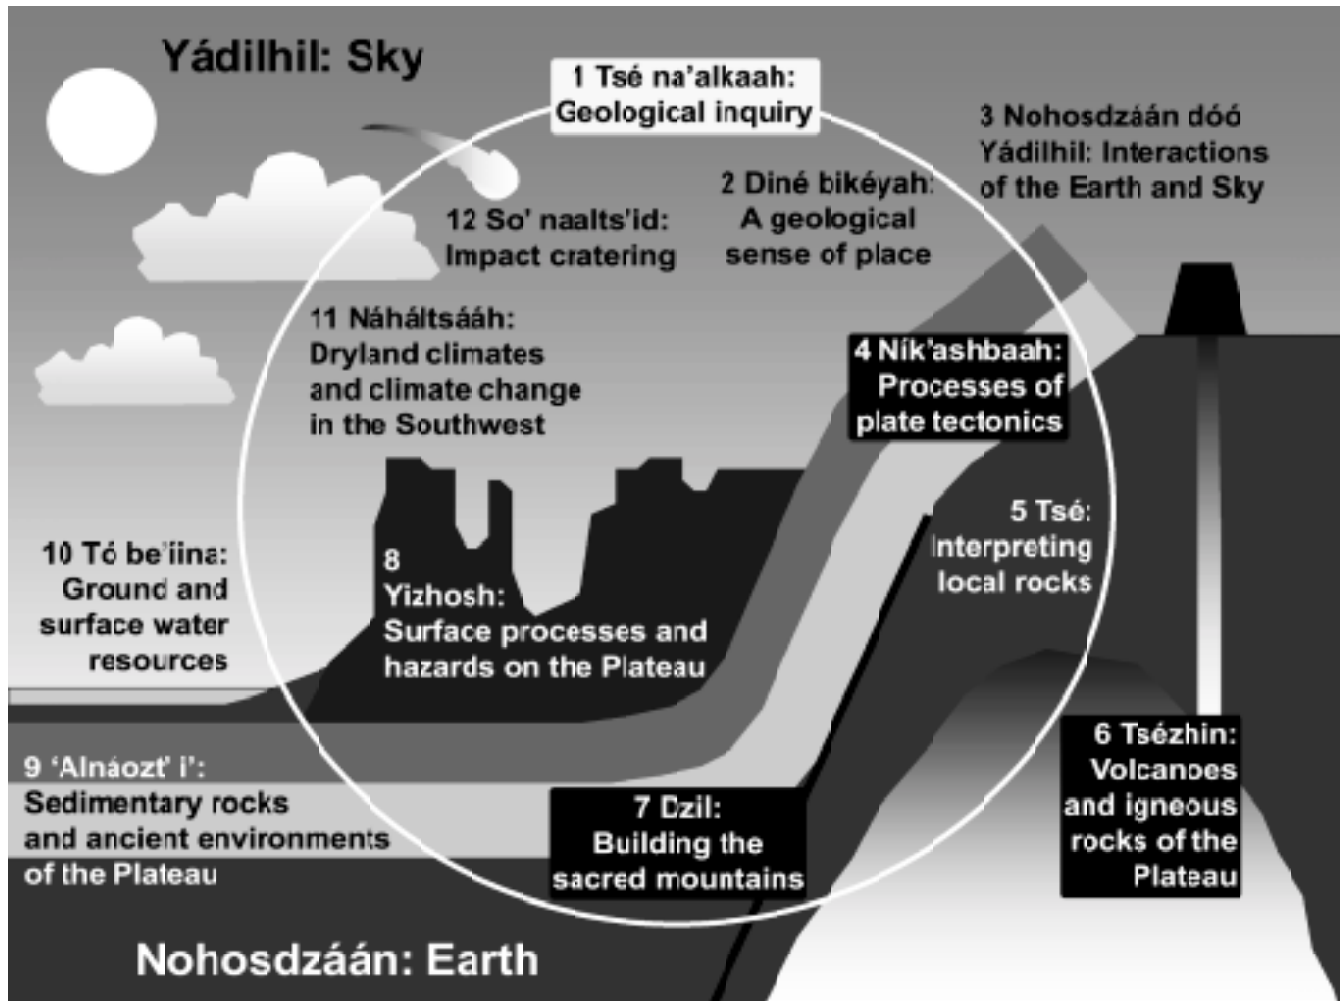 Yádilhil: Sky
1 Tsé na’alkaah:
Geological inquiry
2 Diné bikéyah:
A geological
sense of place
3 Nohosdzáán dóó
Yádilhil: Interactions
of the Earth and Sky
4 Ník’ashbaah:
Processes of
plate tectonics
5 Tsé:
Interpreting
local rocks
6 Tsézhin:
Volcanoes
and igneous
rocks of the
Plateau
7 Dzil:
Building the
sacred mountains
8
Yizhosh:
Surface processes and
hazards on the Plateau
9 ‘Alnáozt’ i’:
Sedimentary rocks
and ancient environments
of the Plateau
10 Tó be’iina:
Ground and
surface water
resources
11 Náháltsááh:
Dryland climates
and climate change
in the Southwest
12 So’ naalts’id:
Impact cratering
Nohosdzáán: Earth